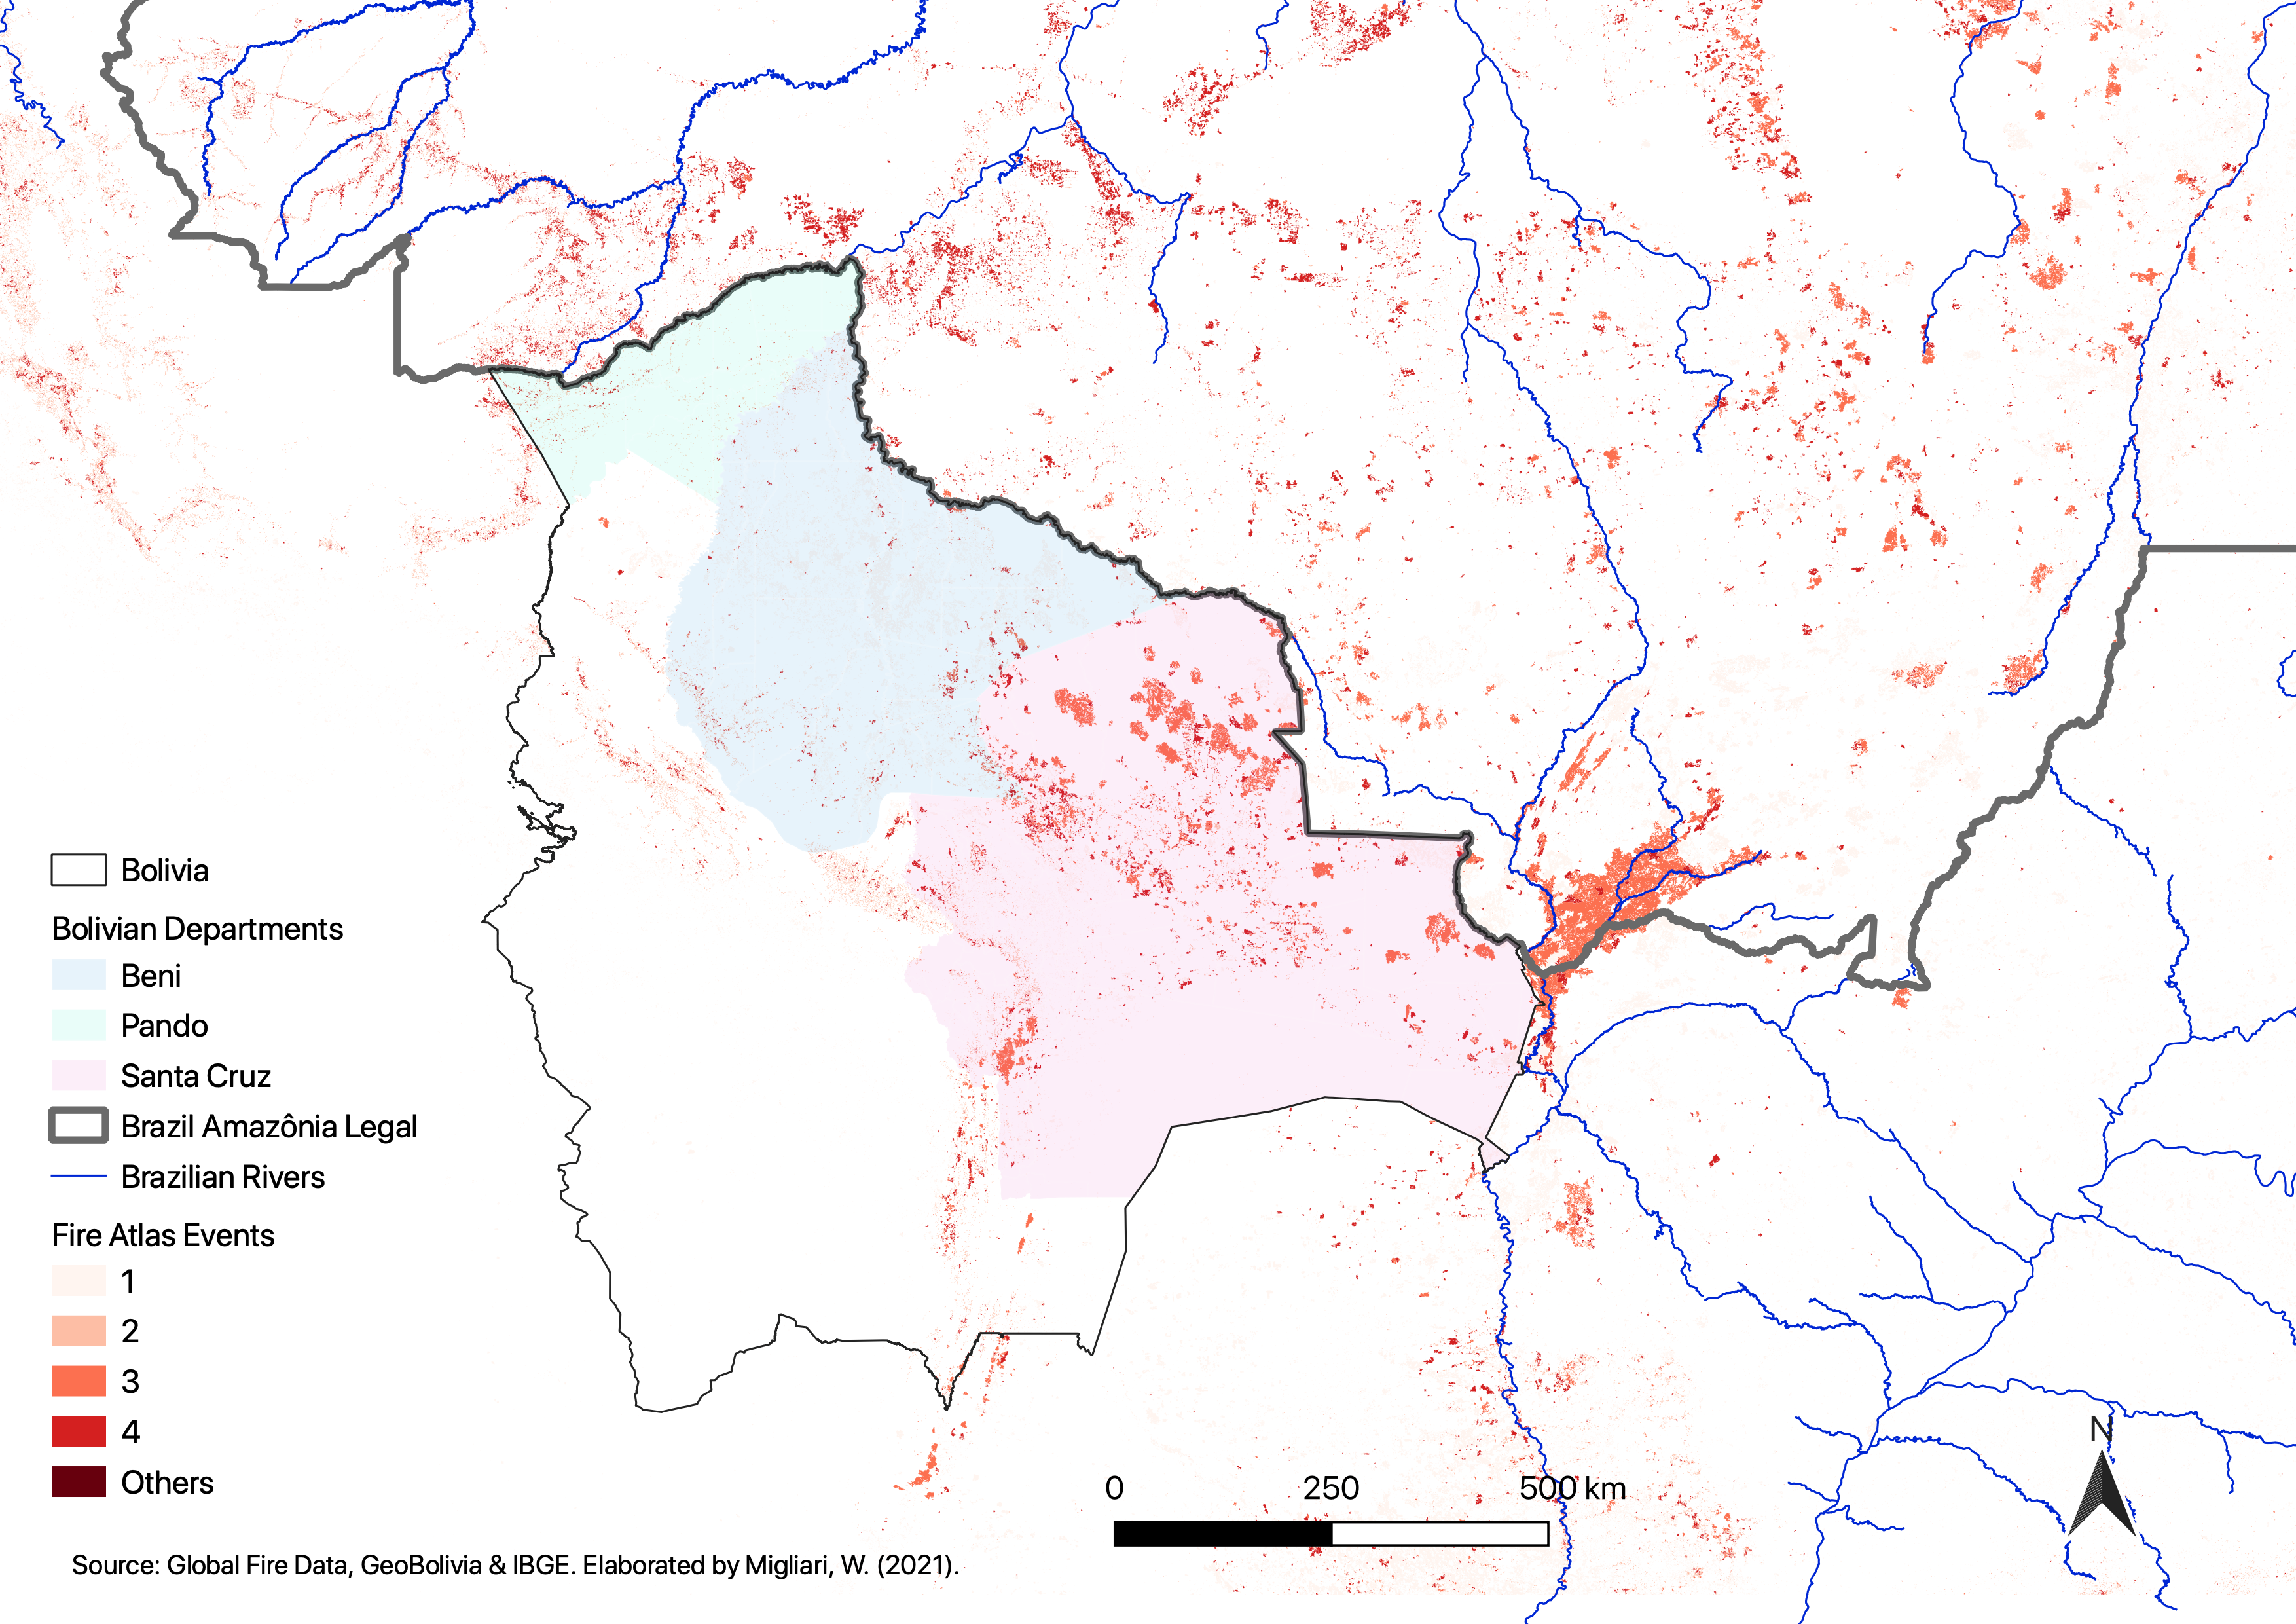 Bolivia
Bolivian Departments
Beni
Pando
Santa Cruz
Brazil Amazônia Legal
Brazilian Rivers
Fire Atlas Events
1
2
3
4
Others
N
0 250 500 km
Source: Global Fire Data, GeoBolivia & IBGE. Elaborated by Migliari, W. (2021).